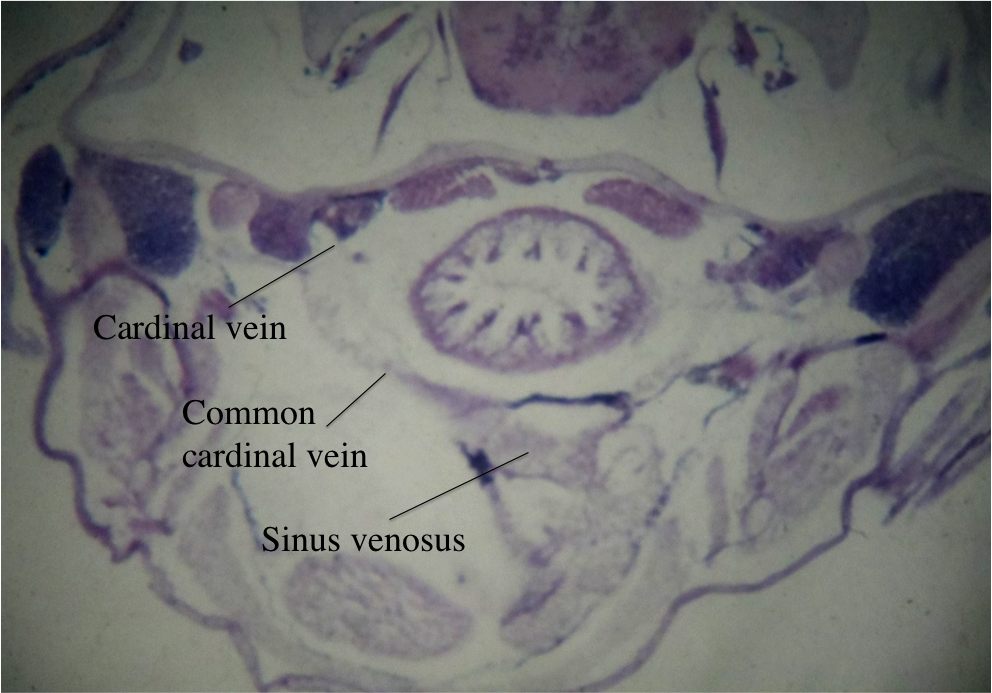 Cardinal vein
Common
cardinal vein
Sinus venosus